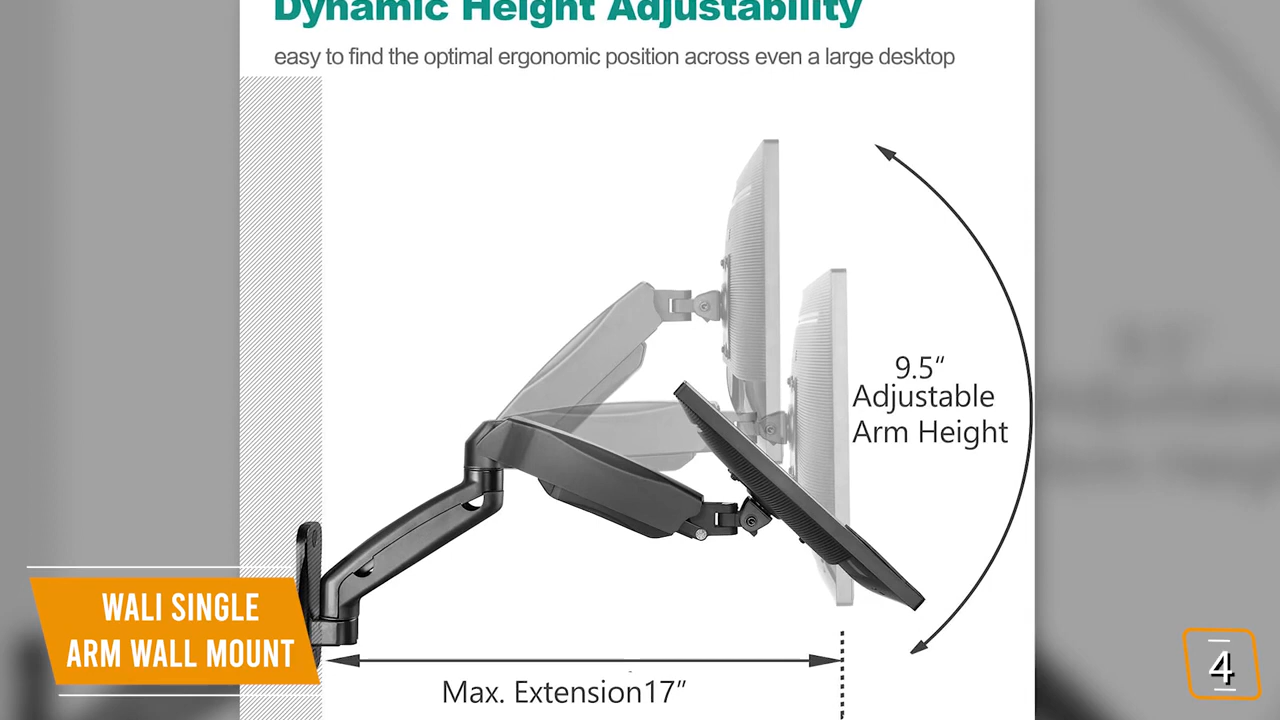 Dynamic Height Adjustability
easy to find the optimal ergonomic position across even a large desktop
9.5“
Adjustable
Arm Height
WALI SINGLE
ARM WALL MOUNT
Max. Extension17”
4